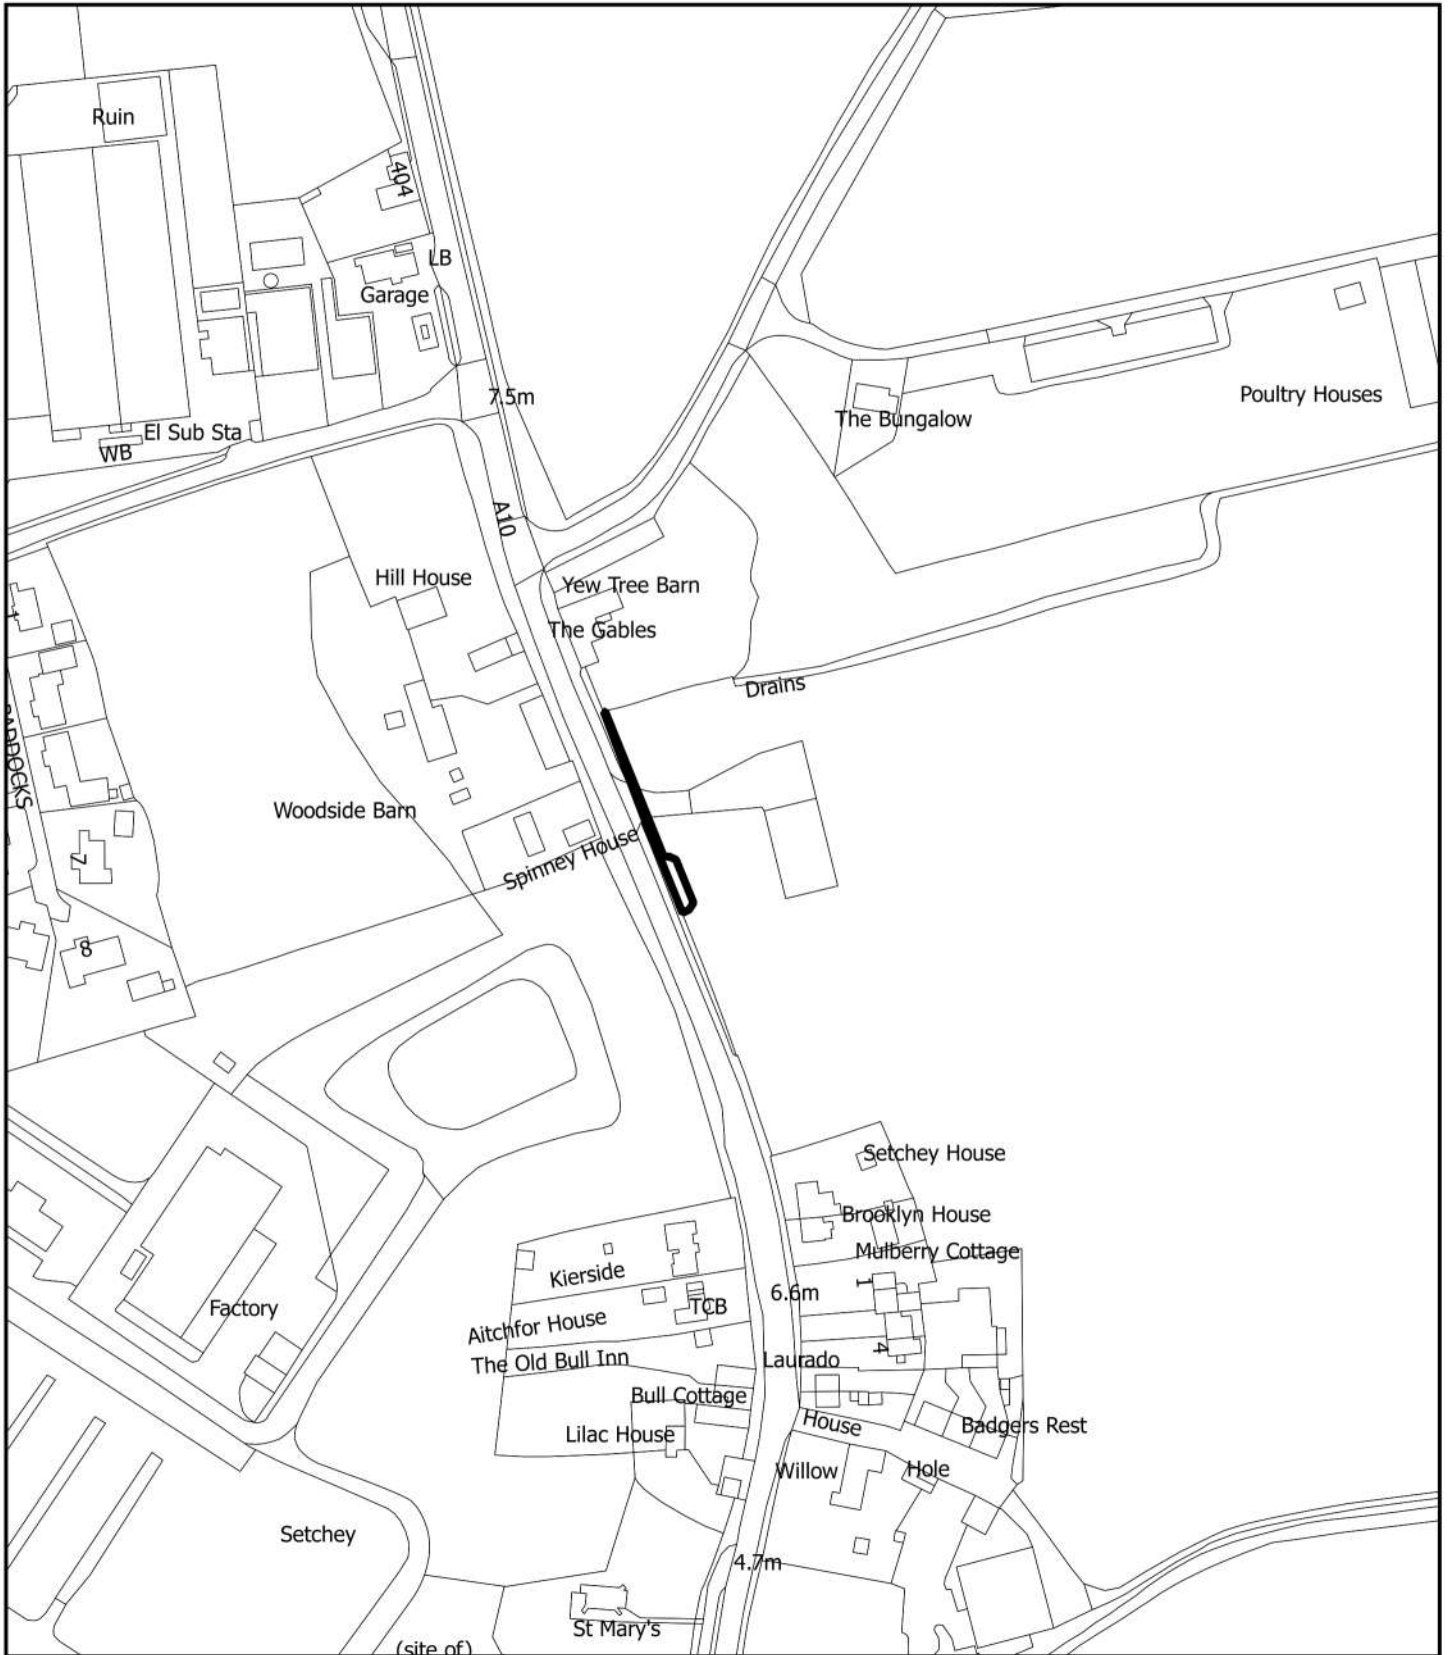 Ruin
404
LB
Garage
7.5m
Poultry Houses
The Bungalow
El Sub Sta
WB
A10
Hill House
Yew Tree Barn
1
The Gables
Drains
PADDOCKS
Woodside Barn
Spinney House
7
8
Setchey House
Brooklyn House
Mulberry Cottage
Kierside
1
6.6m
TCB
Factory
Aitchfor House
4
The Old Bull Inn
Laurado
Bull Cottage
House
Badgers Rest
Lilac House
Willow
Hole
Setchey
4.7m
St Mary's
(site of)